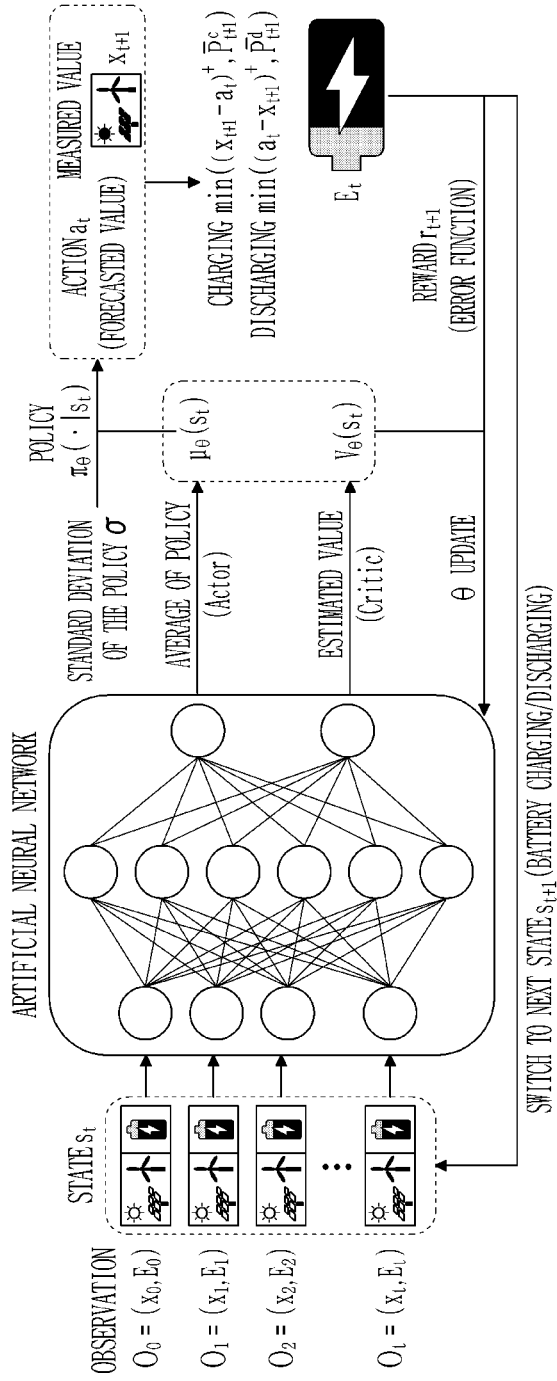 OBSERVATION
O₀ = (x₀, E₀)
O₁ = (x₁, E₁)
O₂ = (x₂, E₂)
Oₜ = (xₜ, Eₜ)
STATE sₜ
ARTIFICIAL NEURAL NETWORK
STANDARD DEVIATION
OF THE POLICY σ
POLICY
π_θ( · |sₜ)
AVERAGE OF POLICY
(Actor)
μ_θ(sₜ)
ESTIMATED VALUE
(Critic)
V_θ(sₜ)
θ UPDATE
ACTION aₜ
(FORECASTED VALUE)
MEASURED VALUE
xₜ₊₁
CHARGING min((xₜ₊₁ - aₜ)⁺, P̅ᶜₜ₊₁)
DISCHARGING min((aₜ - xₜ₊₁)⁺, P̅ᵈₜ₊₁)
Eₜ
REWARD rₜ₊₁
(ERROR FUNCTION)
SWITCH TO NEXT STATE sₜ₊₁ (BATTERY CHARGING/DISCHARGING)